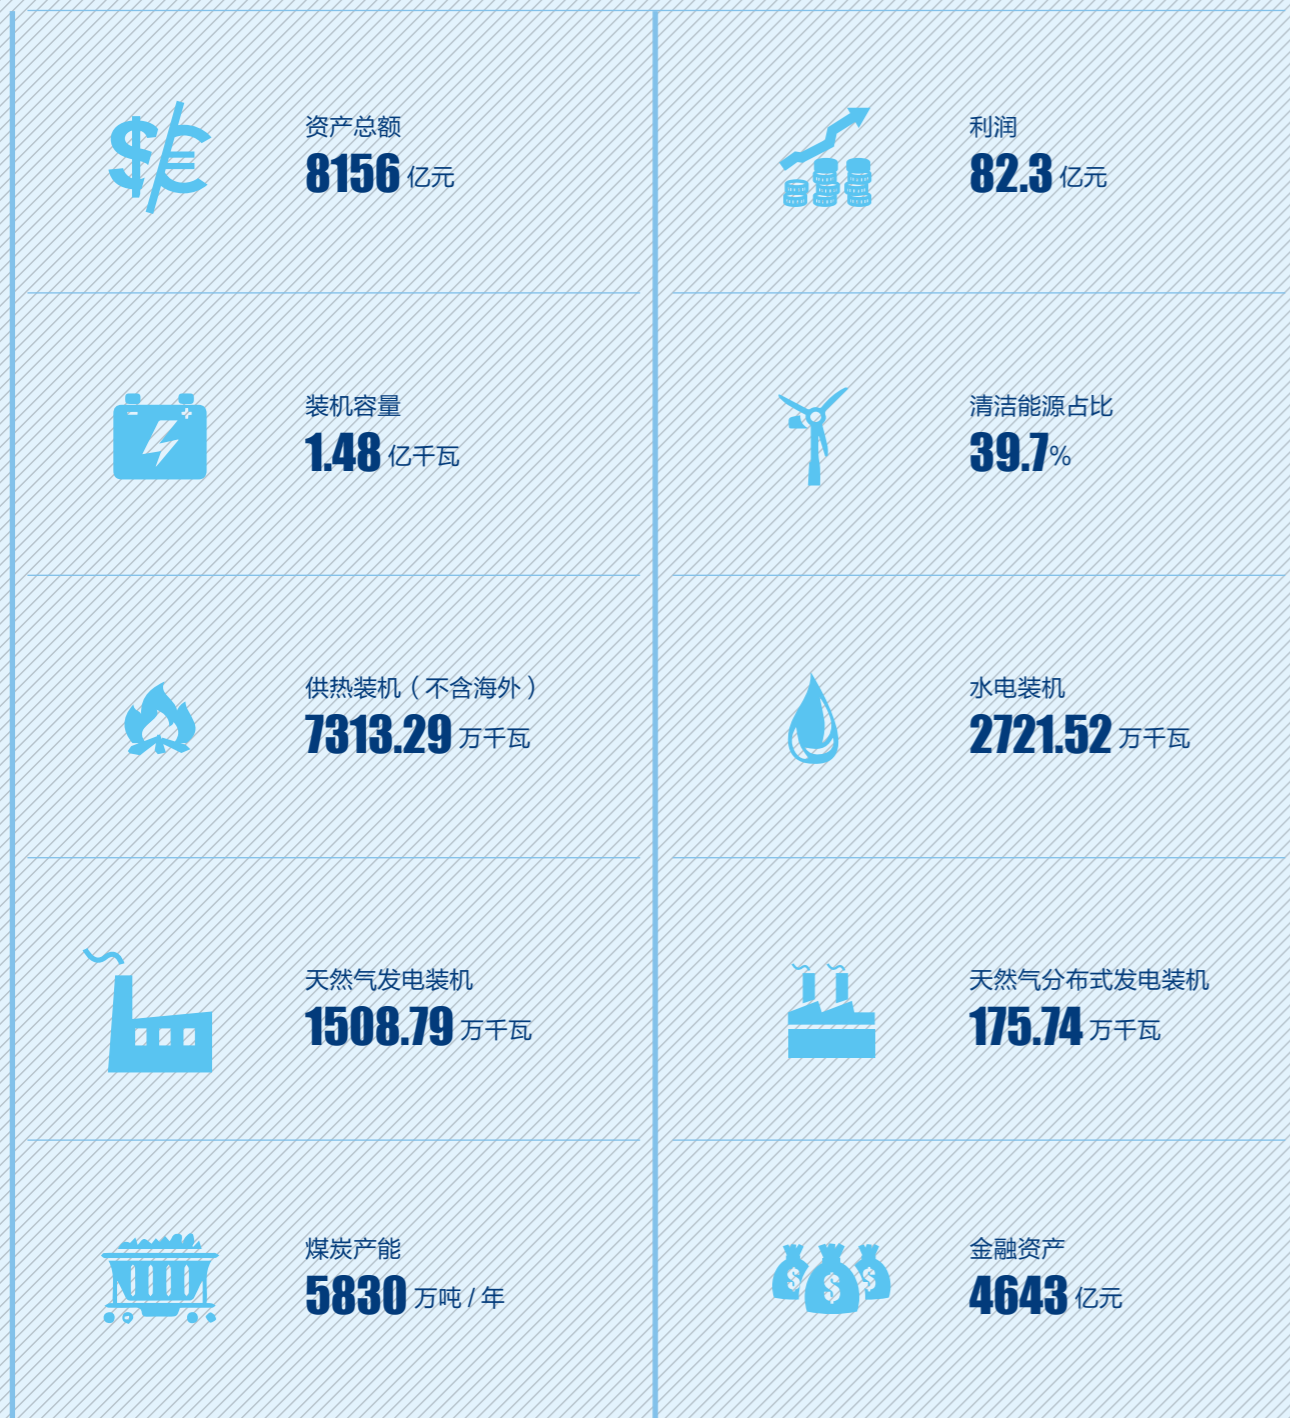 资产总额
8156 亿元
利润
82.3 亿元
装机容量
1.48 亿千瓦
清洁能源占比
39.7%
供热装机（不含海外）
7313.29 万千瓦
水电装机
2721.52 万千瓦
天然气发电装机
1508.79 万千瓦
天然气分布式发电装机
175.74 万千瓦
煤炭产能
5830 万吨 / 年
金融资产
4643 亿元